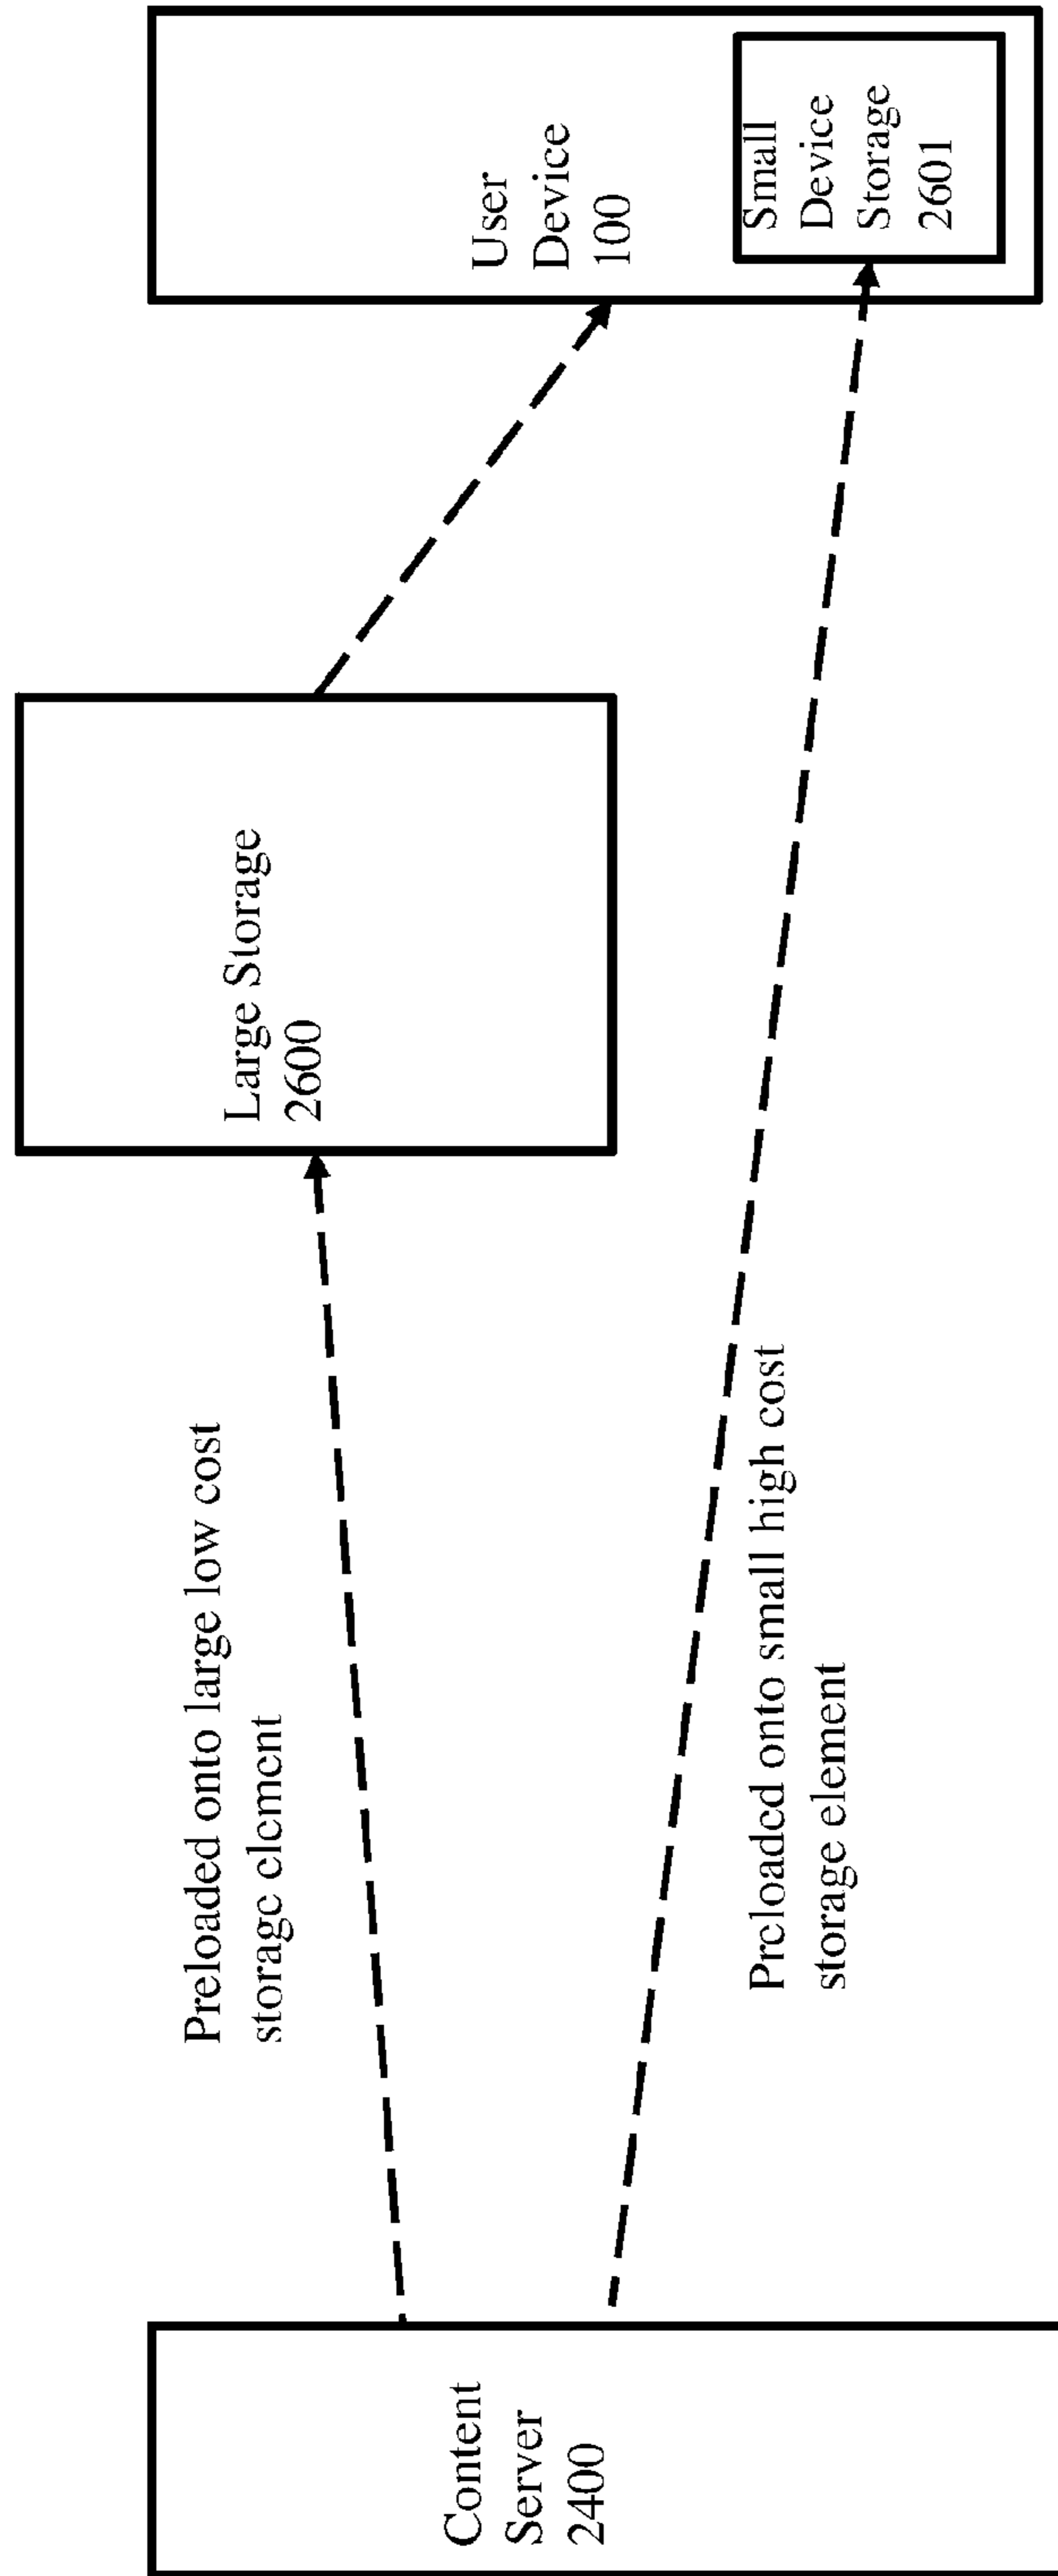 Content
Server
2400
Preloaded onto large low cost
storage element
Large Storage
2600
Preloaded onto small high cost
storage element
User
Device
100
Small
Device
Storage
2601